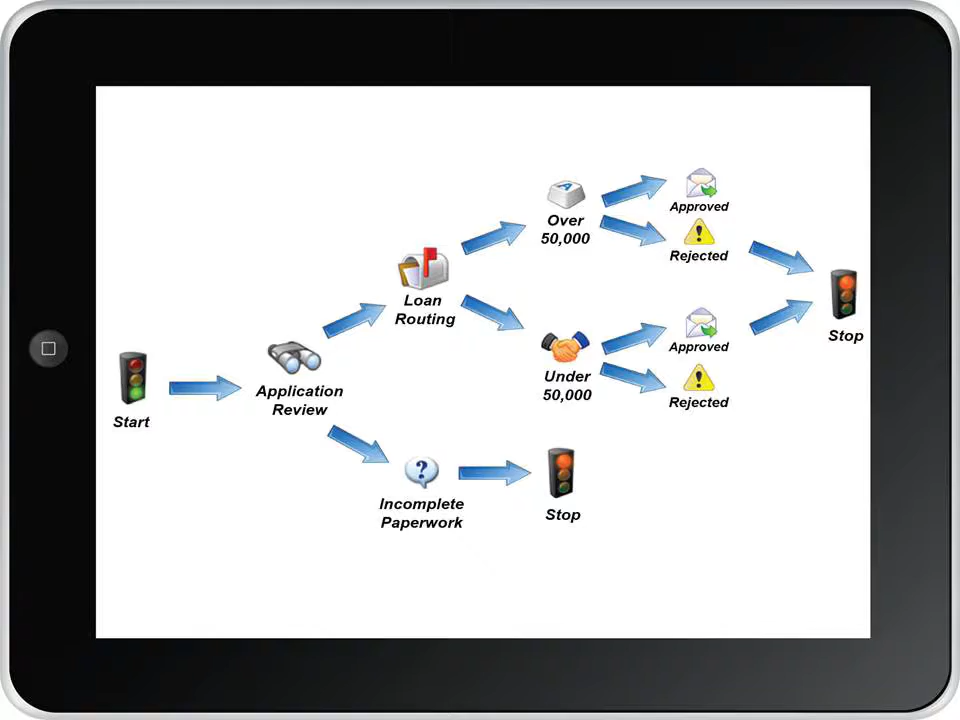 Over
50,000
Approved
Rejected
Loan
Routing
Stop
Under
50,000
Approved
Rejected
Application
Review
Start
Incomplete
Paperwork
Stop
A
?